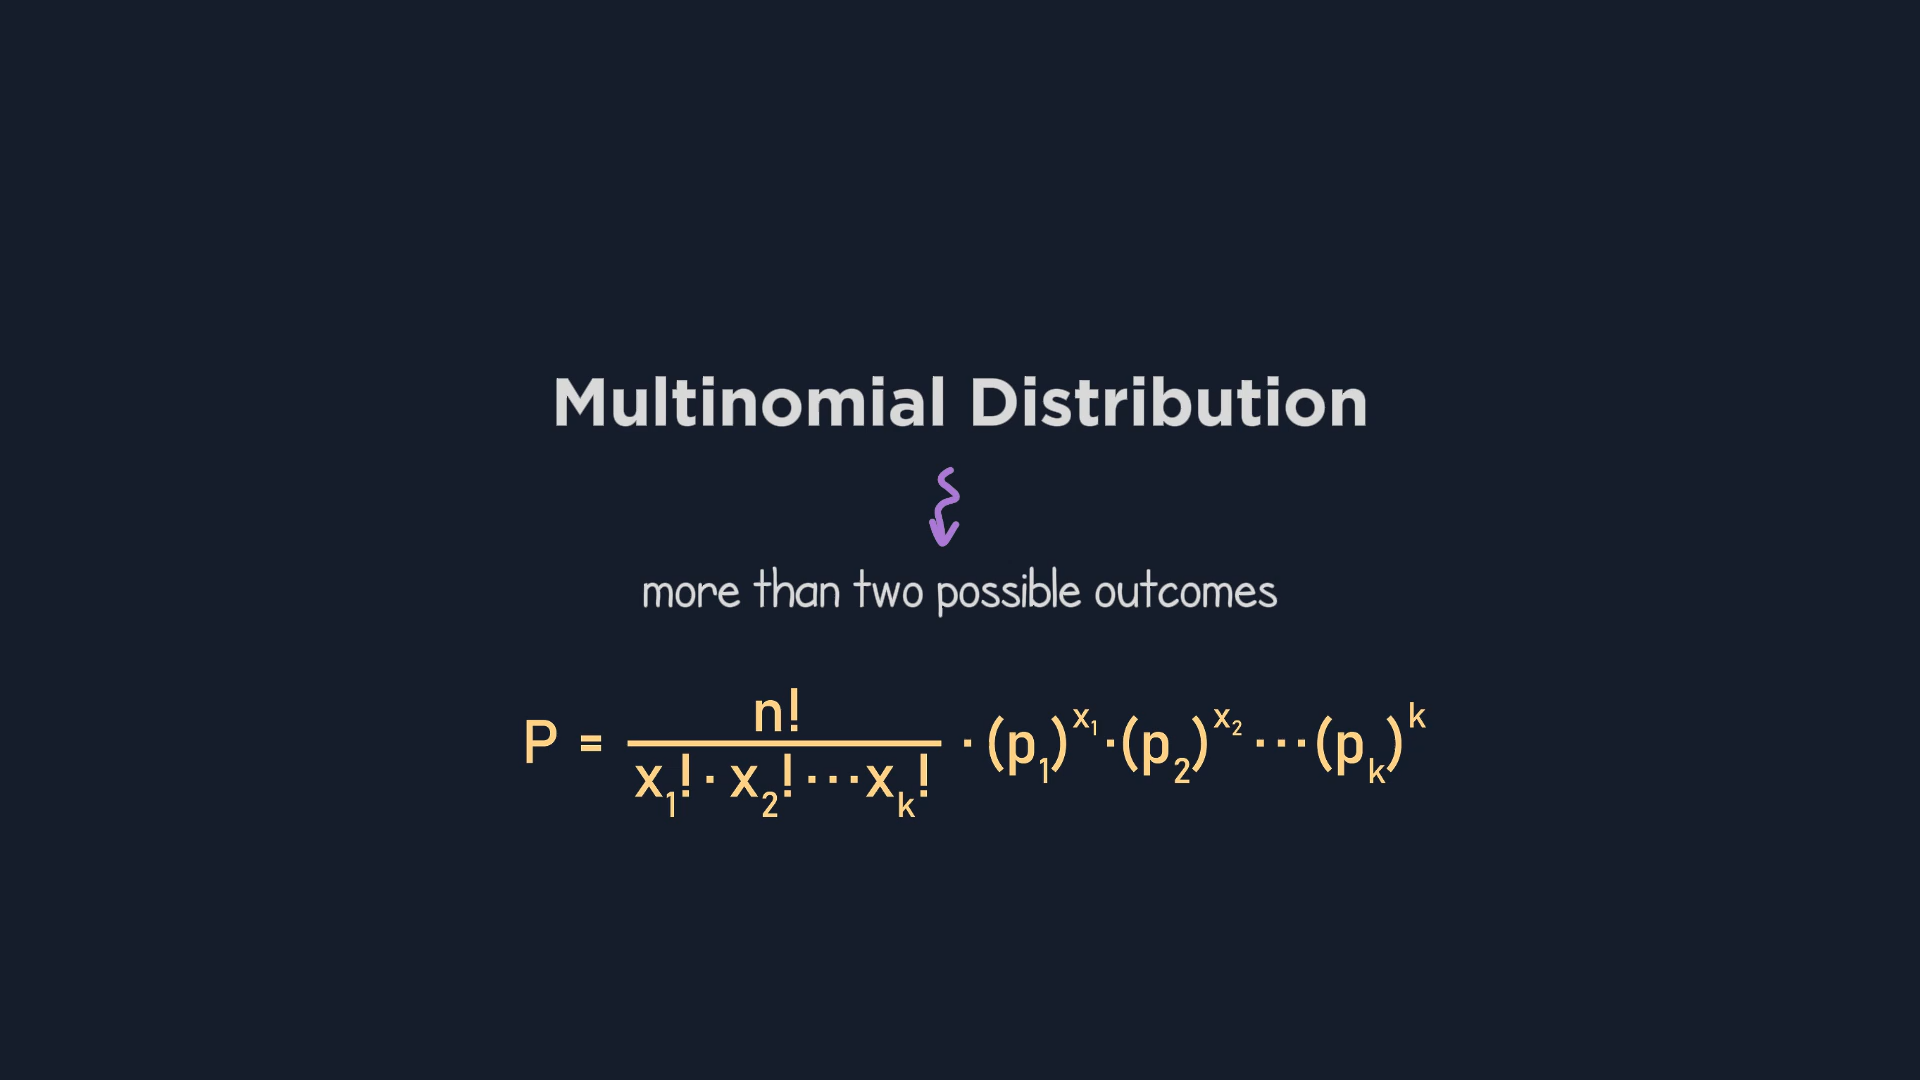 Multinomial Distribution
more than two possible outcomes
P = n! / (x₁! · x₂! ··· xₖ!) · (p₁)^x₁ · (p₂)^x₂ ··· (pₖ)^k